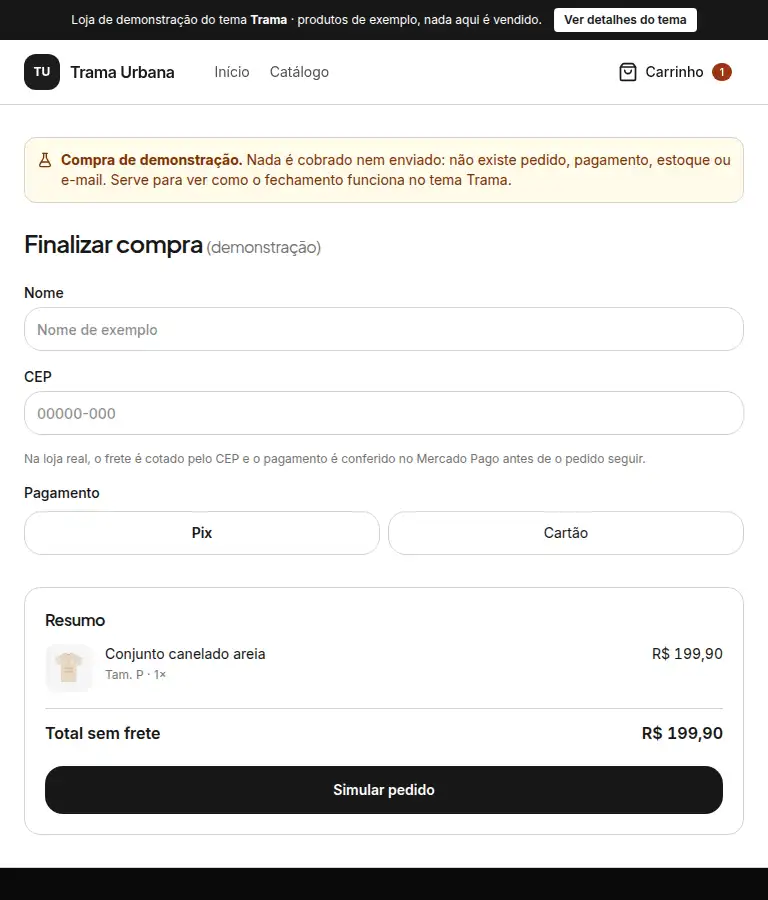 Loja de demonstração do tema Trama · produtos de exemplo, nada aqui é vendido. Ver detalhes do tema
TU Trama Urbana Início Catálogo Carrinho 1
Compra de demonstração. Nada é cobrado nem enviado: não existe pedido, pagamento, estoque ou
e-mail. Serve para ver como o fechamento funciona no tema Trama.
Finalizar compra (demonstração)
Nome
Nome de exemplo
CEP
00000-000
Na loja real, o frete é cotado pelo CEP e o pagamento é conferido no Mercado Pago antes de o pedido seguir.
Pagamento
Pix Cartão
Resumo
Conjunto canelado areia R$ 199,90
Tam. P · 1×
Total sem frete R$ 199,90
Simular pedido